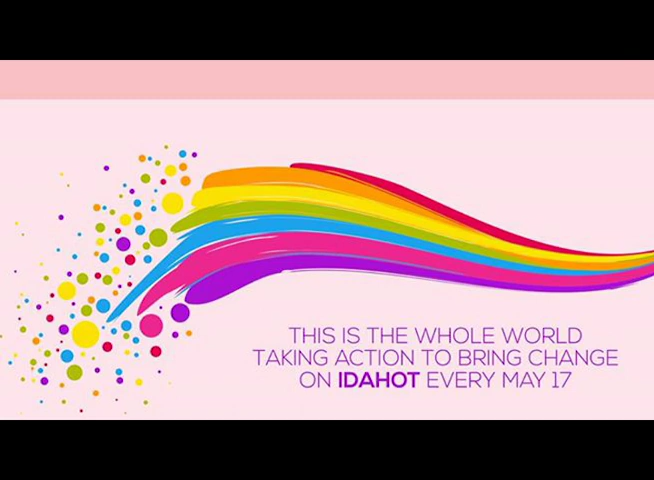 THIS IS THE WHOLE WORLD
TAKING ACTION TO BRING CHANGE
ON IDAHOT EVERY MAY 17